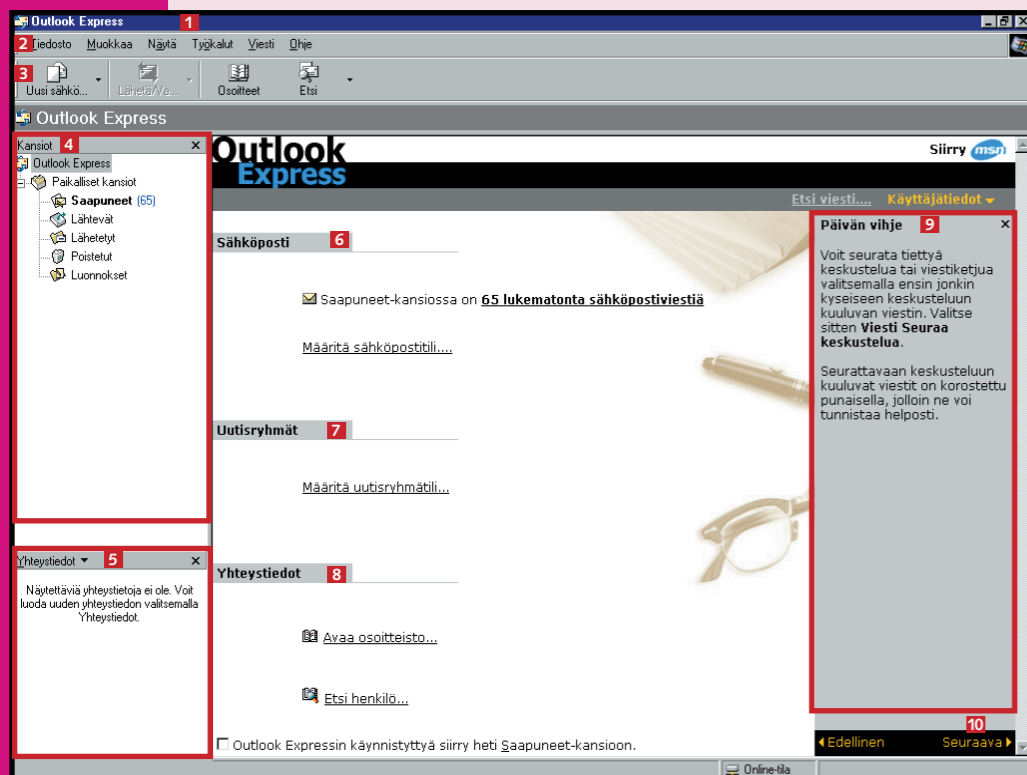 Outlook Express 1
2 Tiedosto Muokkaa Näytä Työkalut Viesti Ohje
3
Uusi sähkö... Lähetä/Va... Osoitteet Etsi
Outlook Express
Kansiot 4
Outlook Express
Paikalliset kansiot
Saapuneet (65)
Lähtevät
Lähetetyt
Poistetut
Luonnokset
Yhteystiedot 5
Näytettäviä yhteystietoja ei ole. Voit
luoda uuden yhteystiedon valitsemalla
Yhteystiedot.
Outlook
Express
Siirry msn
Etsi viesti.... Käyttäjätiedot
Sähköposti 6
Saapuneet-kansiossa on 65 lukematonta sähköpostiviestiä
Määritä sähköpostitili....
Uutisryhmät 7
Määritä uutisryhmätili...
Yhteystiedot 8
Avaa osoitteisto...
Etsi henkilö...
Outlook Expressin käynnistyttyä siirry heti Saapuneet-kansioon.
Päivän vihje 9
Voit seurata tiettyä
keskustelua tai viestiketjua
valitsemalla ensin jonkin
kyseiseen keskusteluun
kuuluvan viestin. Valitse
sitten Viesti Seuraa
keskustelua.
Seurattavaan keskusteluun
kuuluvat viestit on korostettu
punaisella, jolloin ne voi
tunnistaa helposti.
10
Edellinen Seuraava
Online-tila